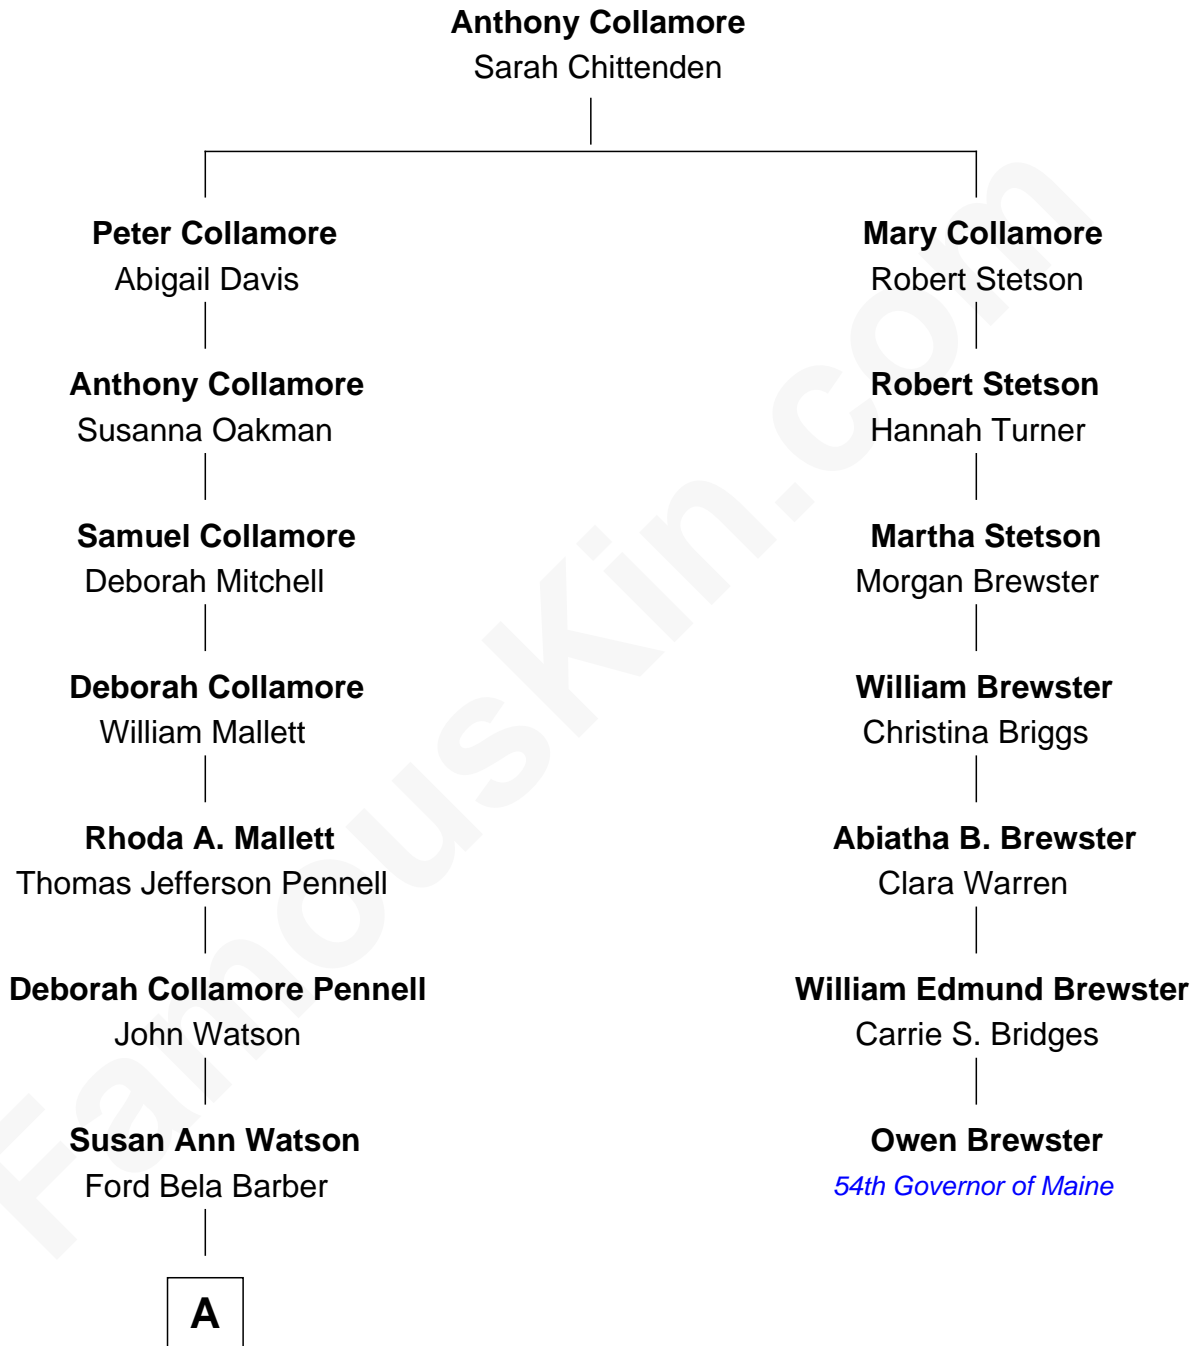 Anthony Collamore
Sarah Chittenden
Peter Collamore
Abigail Davis
Mary Collamore
Robert Stetson
Anthony Collamore
Susanna Oakman
Robert Stetson
Hannah Turner
Samuel Collamore
Deborah Mitchell
Martha Stetson
Morgan Brewster
Deborah Collamore
William Mallett
William Brewster
Christina Briggs
Rhoda A. Mallett
Thomas Jefferson Pennell
Abiatha B. Brewster
Clara Warren
Deborah Collamore Pennell
John Watson
William Edmund Brewster
Carrie S. Bridges
Susan Ann Watson
Ford Bela Barber
Owen Brewster
54th Governor of Maine
A
FamousKin.com